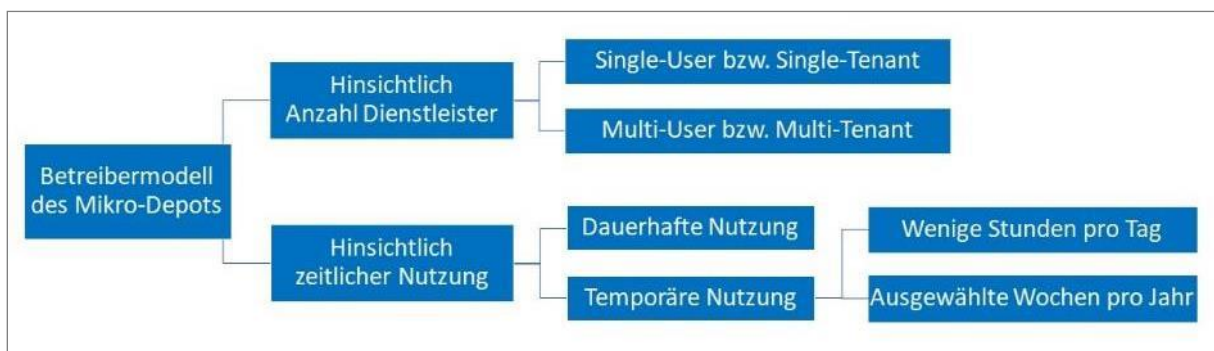 Betreibermodell
des Mikro-Depots
Hinsichtlich
Anzahl Dienstleister
Single-User bzw. Single-Tenant
Multi-User bzw. Multi-Tenant
Hinsichtlich
zeitlicher Nutzung
Dauerhafte Nutzung
Temporäre Nutzung
Wenige Stunden pro Tag
Ausgewählte Wochen pro Jahr